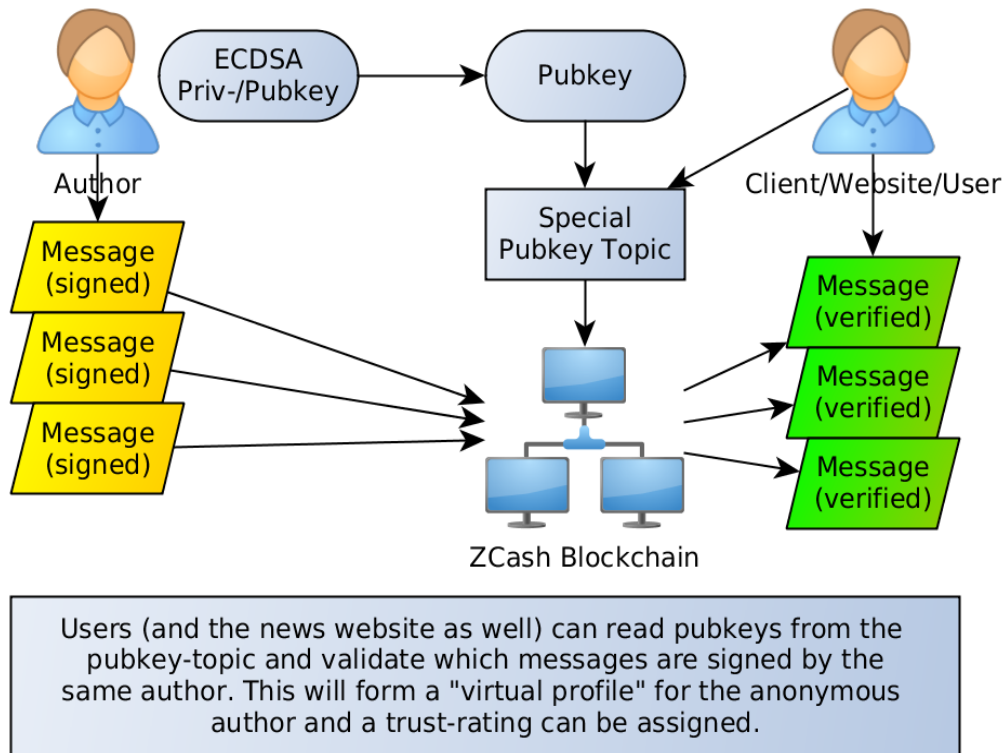 ECDSA
Priv-/Pubkey
Pubkey
Author
Client/Website/User
Special
Pubkey Topic
Message
(signed)
Message
(signed)
Message
(signed)
Message
(verified)
Message
(verified)
Message
(verified)
ZCash Blockchain
Users (and the news website as well) can read pubkeys from the
pubkey-topic and validate which messages are signed by the
same author. This will form a "virtual profile" for the anonymous
author and a trust-rating can be assigned.